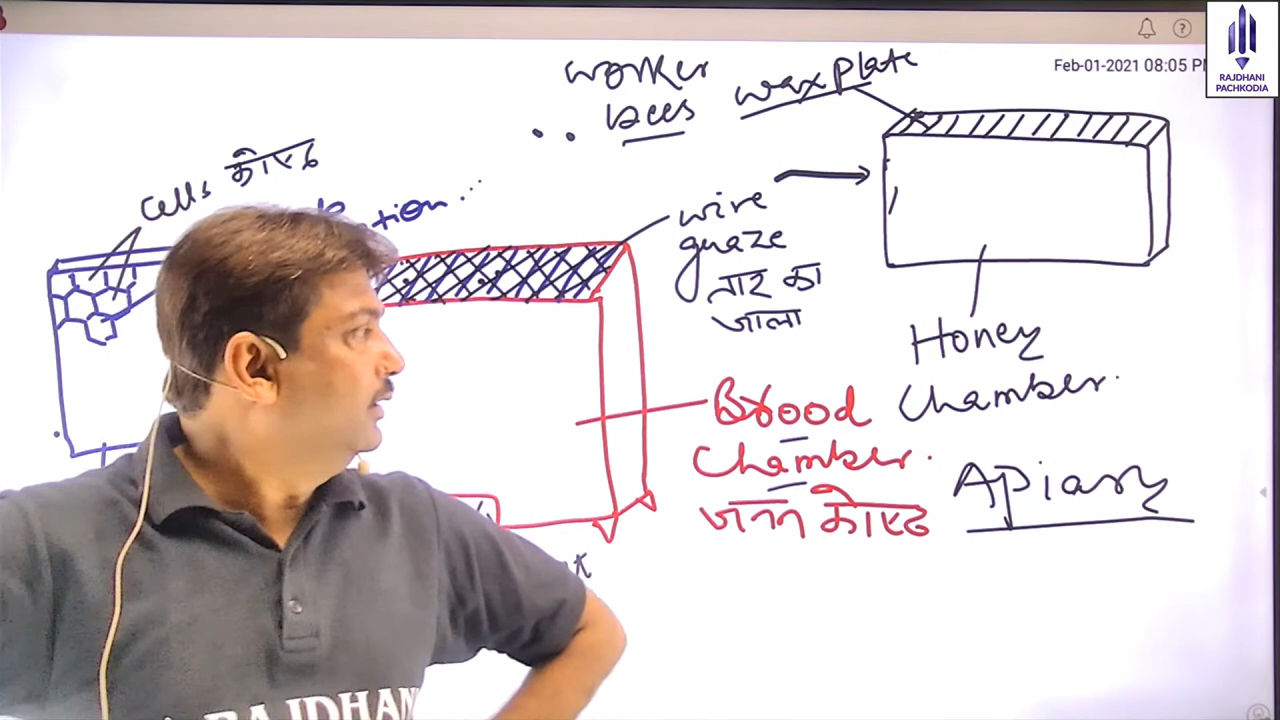 Feb-01-2021 08:05 P
RAJDHANI
PACHKODIA
worker
bees
wax plate
Cells कोष्ठ
ation...
wire
guaze
तार का
जाला
Honey
Chamber.
Brood
Chamber.
जनन कोष्ठ
Apiary
RAJDHAN